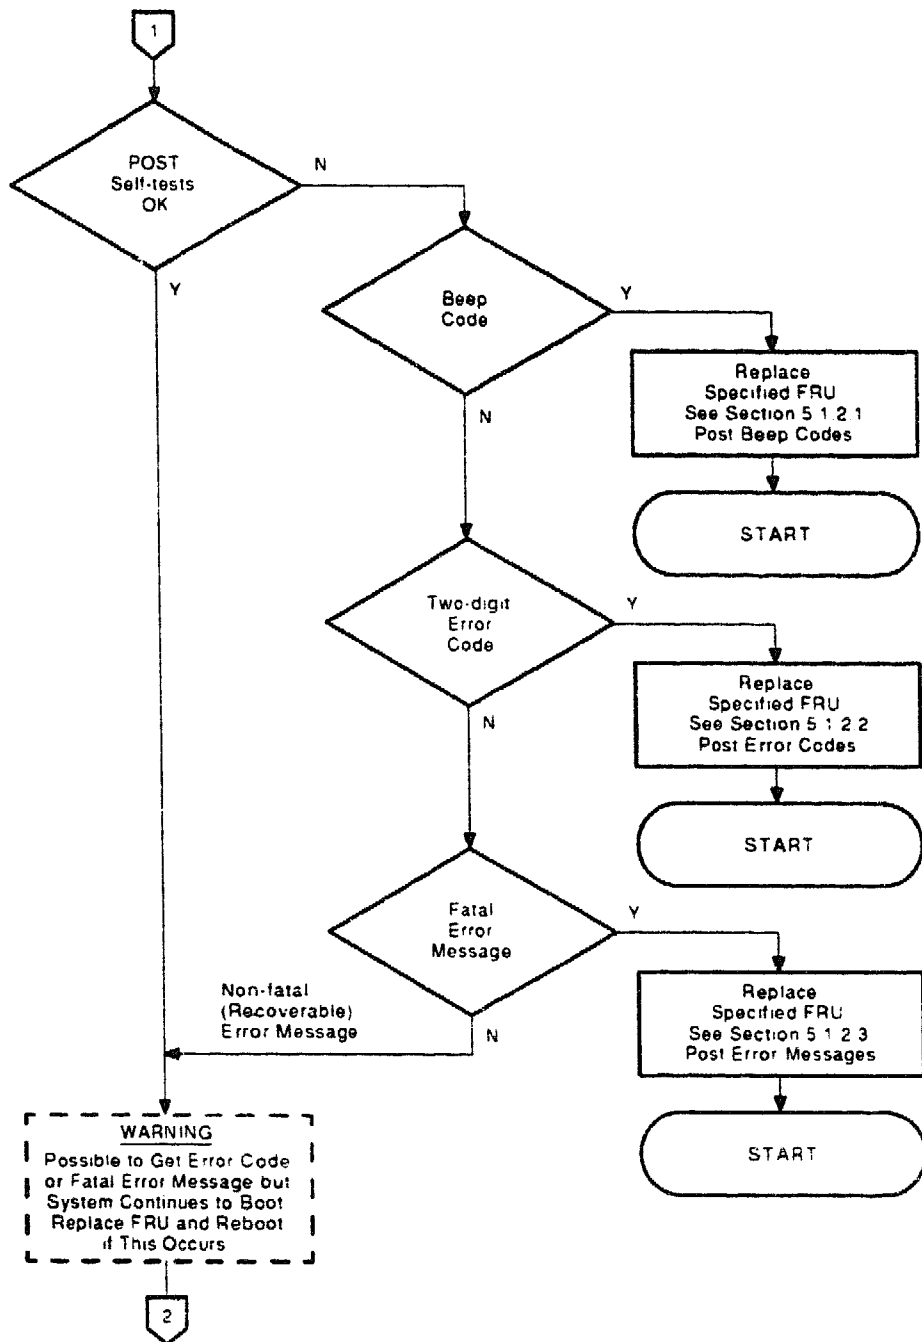 1
POST
Self-tests
OK
N
Y
Beep
Code
Y
N
Replace
Specified FRU
See Section 5.1.2.1
Post Beep Codes
START
Two-digit
Error
Code
Y
N
Replace
Specified FRU
See Section 5.1.2.2
Post Error Codes
START
Fatal
Error
Message
Y
N
Non-fatal
(Recoverable)
Error Message
Replace
Specified FRU
See Section 5.1.2.3
Post Error Messages
START
WARNING
Possible to Get Error Code
or Fatal Error Message but
System Continues to Boot
Replace FRU and Reboot
if This Occurs
2